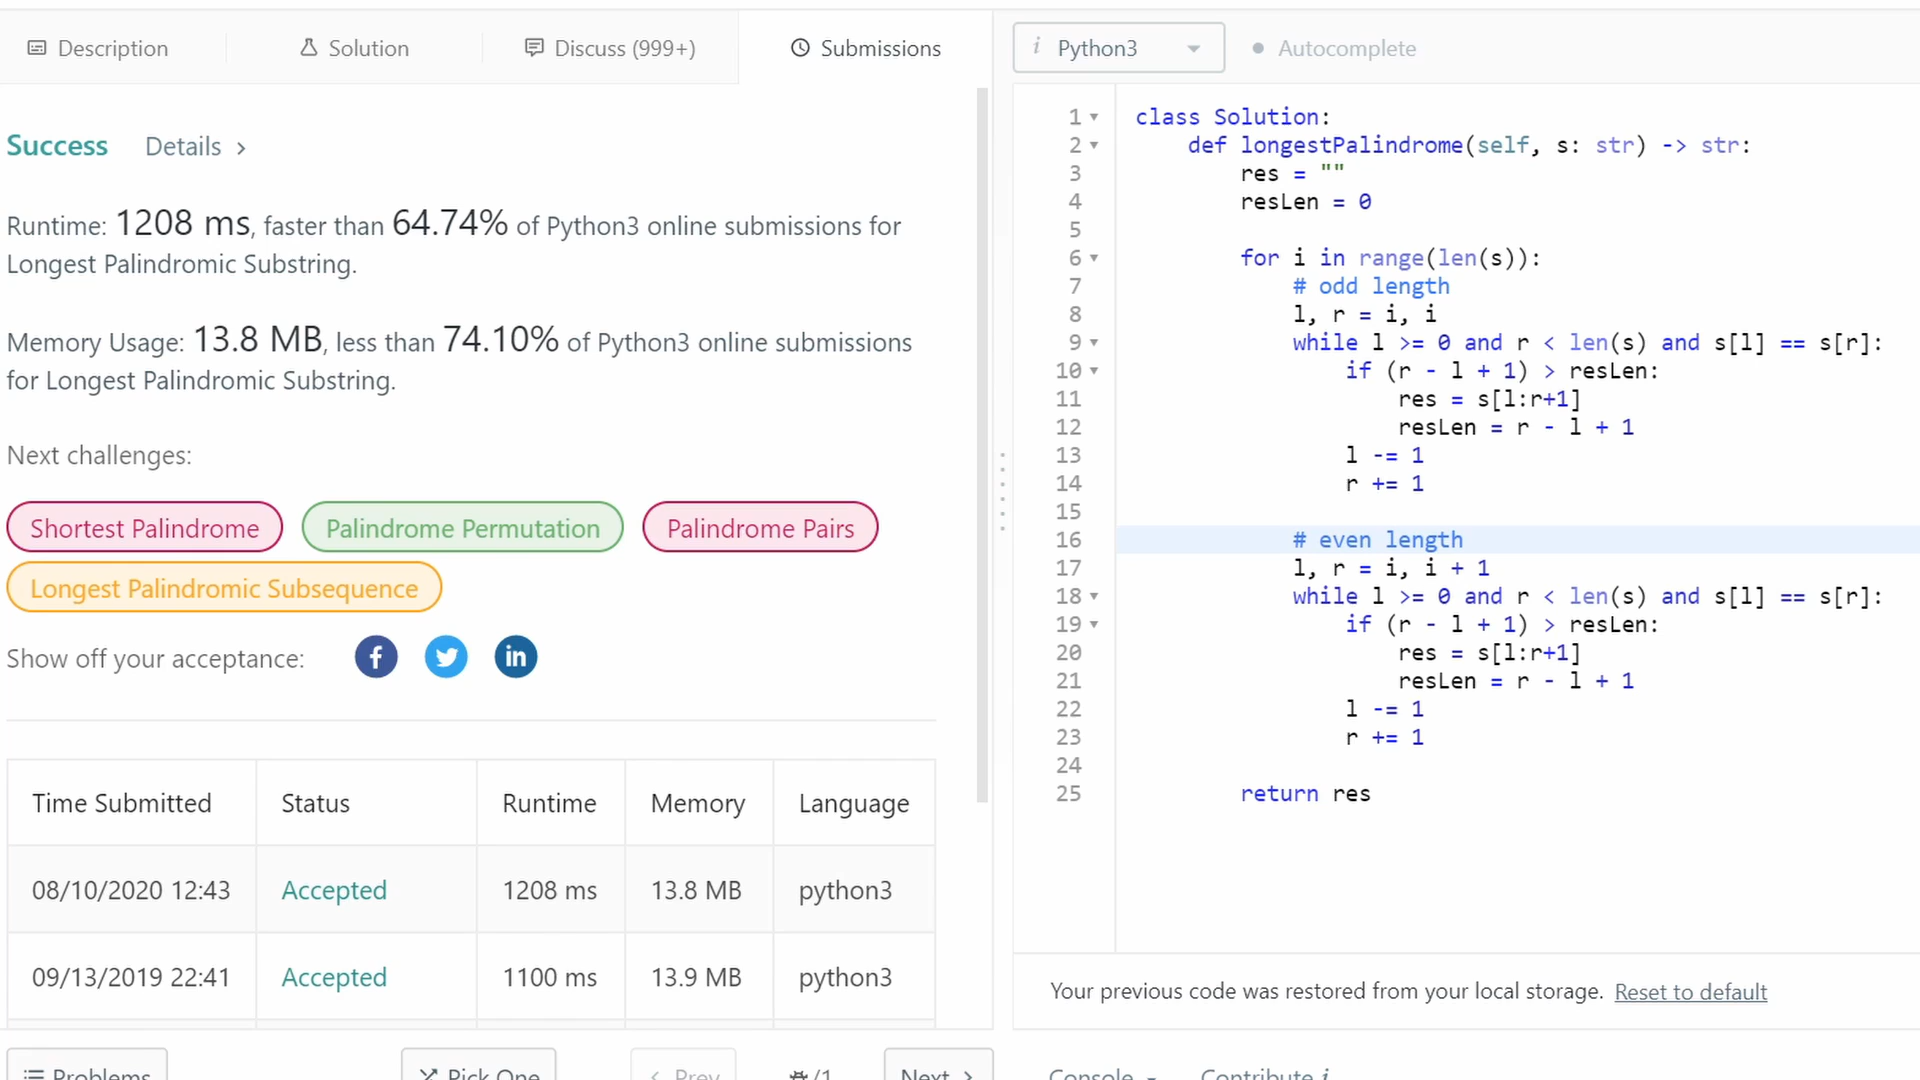 Description
Solution
Discuss (999+)
Submissions
i Python3
Autocomplete
Success
Details >
Runtime: 1208 ms, faster than 64.74% of Python3 online submissions for
Longest Palindromic Substring.
Memory Usage: 13.8 MB, less than 74.10% of Python3 online submissions
for Longest Palindromic Substring.
Next challenges:
Shortest Palindrome
Palindrome Permutation
Palindrome Pairs
Longest Palindromic Subsequence
Show off your acceptance:
f
in
Time Submitted Status Runtime Memory Language
08/10/2020 12:43 Accepted 1208 ms 13.8 MB python3
09/13/2019 22:41 Accepted 1100 ms 13.9 MB python3
Problems
Pick One
< Prev
/1
Next >
1 class Solution:
2     def longestPalindrome(self, s: str) -> str:
3         res = ""
4         resLen = 0
5
6         for i in range(len(s)):
7             # odd length
8             l, r = i, i
9             while l >= 0 and r < len(s) and s[l] == s[r]:
10                 if (r - l + 1) > resLen:
11                     res = s[l:r+1]
12                     resLen = r - l + 1
13                 l -= 1
14                 r += 1
15
16             # even length
17             l, r = i, i + 1
18             while l >= 0 and r < len(s) and s[l] == s[r]:
19                 if (r - l + 1) > resLen:
20                     res = s[l:r+1]
21                     resLen = r - l + 1
22                 l -= 1
23                 r += 1
24
25         return res
Your previous code was restored from your local storage. Reset to default
Console
Contribute i